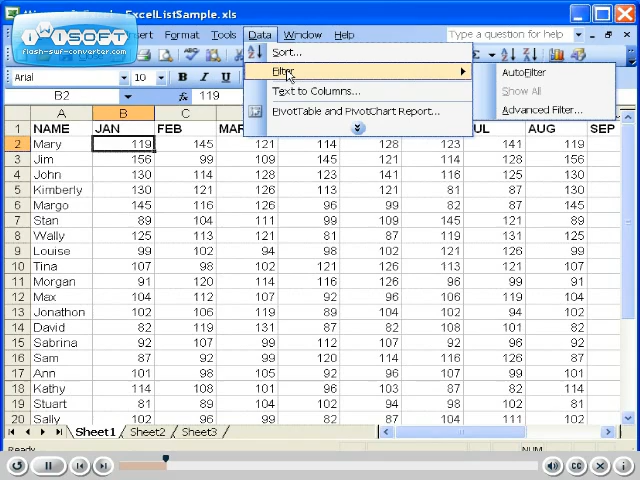 ExcelListSample.xls
iwisoft
flash-swf-converter.com
Insert Format Tools Data Window Help
Arial 10 B I U
Sort...
Filter
Text to Columns...
PivotTable and PivotChart Report...
AutoFilter
Show All
Advanced Filter...
B2 119
A B C
1 NAME JAN FEB MAR AUG SEP
2 Mary 119 145 121 114 128 123 141 119
3 Jim 156 99 109 145 121 114 128 156
4 John 130 114 128 123 141 116 125 130
5 Kimberly 130 121 126 113 121 81 87 130
6 Margo 145 116 126 96 99 82 87 145
7 Stan 89 104 111 99 109 145 121 89
8 Wally 125 113 121 81 87 119 131 125
9 Louise 99 102 94 98 102 121 126 99
10 Tina 107 98 102 121 126 113 121 107
11 Morgan 91 120 114 116 126 96 99 91
12 Max 104 112 107 92 96 106 119 104
13 Jonathon 102 106 119 89 104 102 94 102
14 David 82 119 131 87 82 102 101 82
15 Sabrina 92 107 99 112 107 92 96 92
16 Sam 87 92 99 120 114 116 126 87
17 Ann 101 98 102 92 96 107 99 101
18 Kathy 114 108 101 96 103 87 82 114
19 Stuart 81 89 104 102 94 98 102 81
20 Sally 102 81 89 82 87 104 111 102
Sheet1 Sheet2 Sheet3
Ready NUM
CC